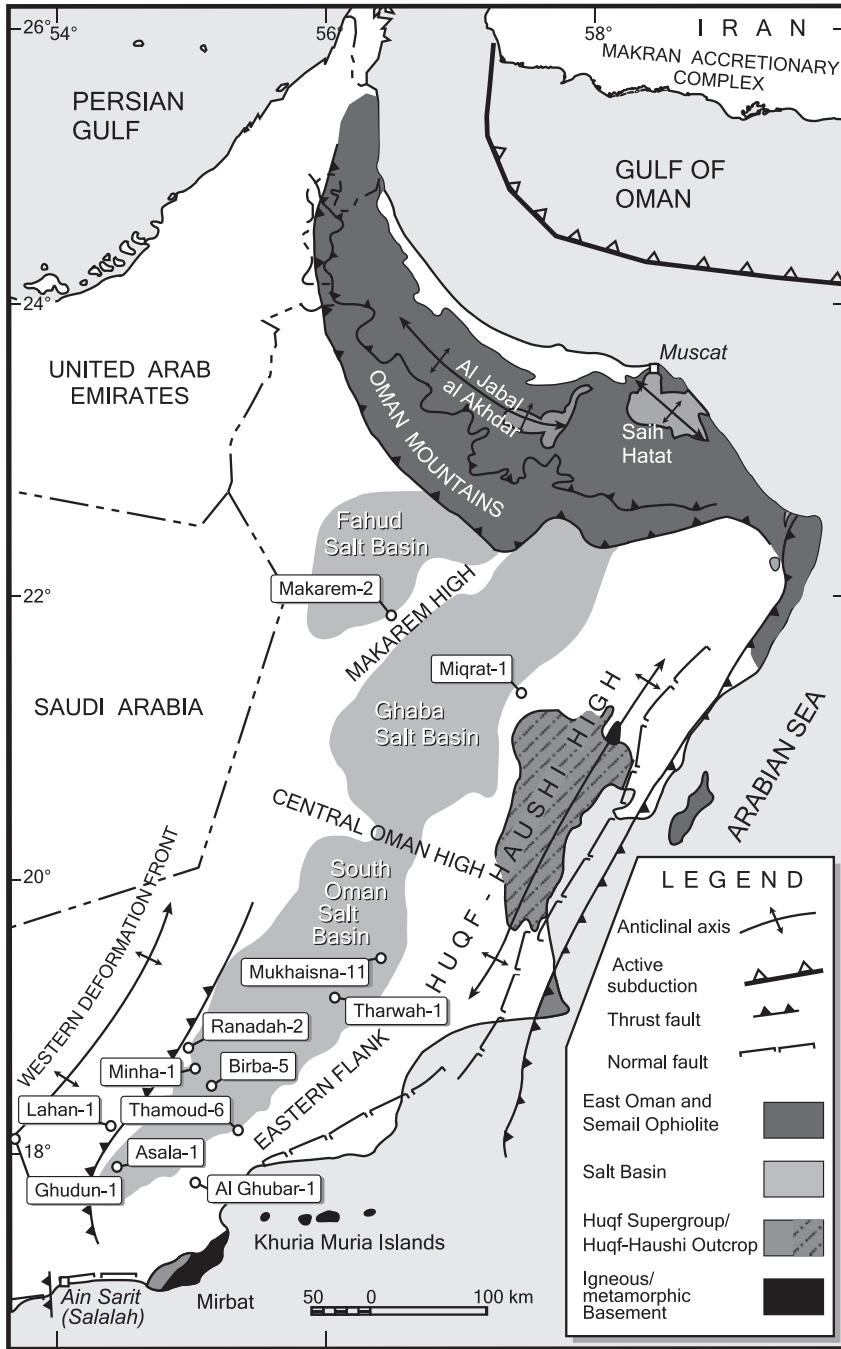 26°
54°
56°
58°
I R A N
MAKRAN ACCRETIONARY
COMPLEX
PERSIAN
GULF
GULF OF
OMAN
24°
Muscat
UNITED ARAB
EMIRATES
Al Jabal
al Akhdar
Saih
Hatat
OMAN MOUNTAINS
Fahud
Salt Basin
22°
Makarem-2
MAKAREM HIGH
Miqrat-1
SAUDI ARABIA
Ghaba
Salt Basin
HUQF - HAUSHI HIGH
ARABIAN SEA
CENTRAL OMAN HIGH
20°
South
Oman
Salt
Basin
WESTERN DEFORMATION FRONT
Mukhaisna-11
Tharwah-1
Ranadah-2
Minha-1
Birba-5
EASTERN FLANK
Lahan-1
Thamoud-6
18°
Asala-1
Ghudun-1
Al Ghubar-1
Khuria Muria Islands
Ain Sarit
(Salalah)
Mirbat
50 0 100 km
L E G E N D
Anticlinal axis
Active
subduction
Thrust fault
Normal fault
East Oman and
Semail Ophiolite
Salt Basin
Huqf Supergroup/
Huqf-Haushi Outcrop
Igneous/
metamorphic
Basement